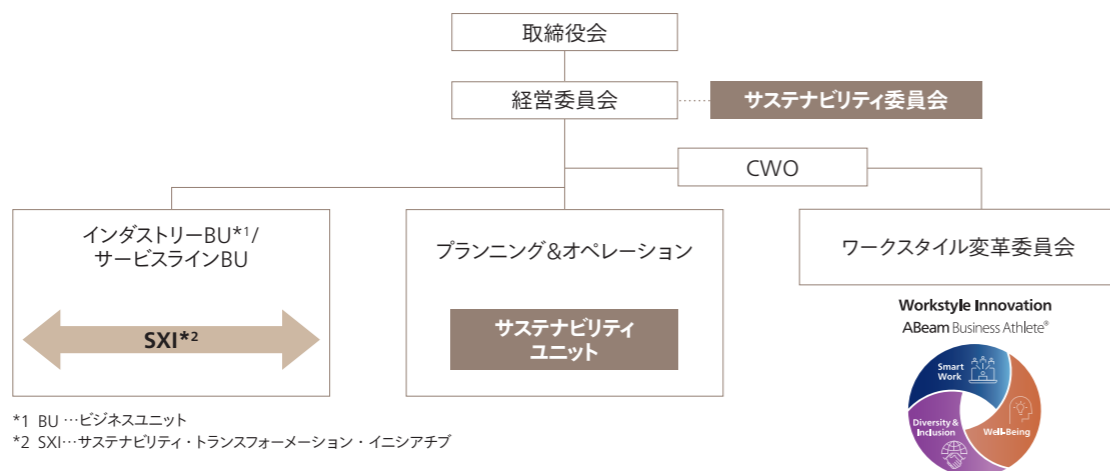 取締役会
経営委員会
サステナビリティ委員会
CWO
インダストリーBU*1/
サービスラインBU
SXI*2
プランニング&オペレーション
サステナビリティ
ユニット
ワークスタイル変革委員会
Workstyle Innovation
ABeam Business Athlete®
Smart
Work
Diversity &
Inclusion
Well-Being
*1 BU…ビジネスユニット
*2 SXI…サステナビリティ・トランスフォーメーション・イニシアチブ